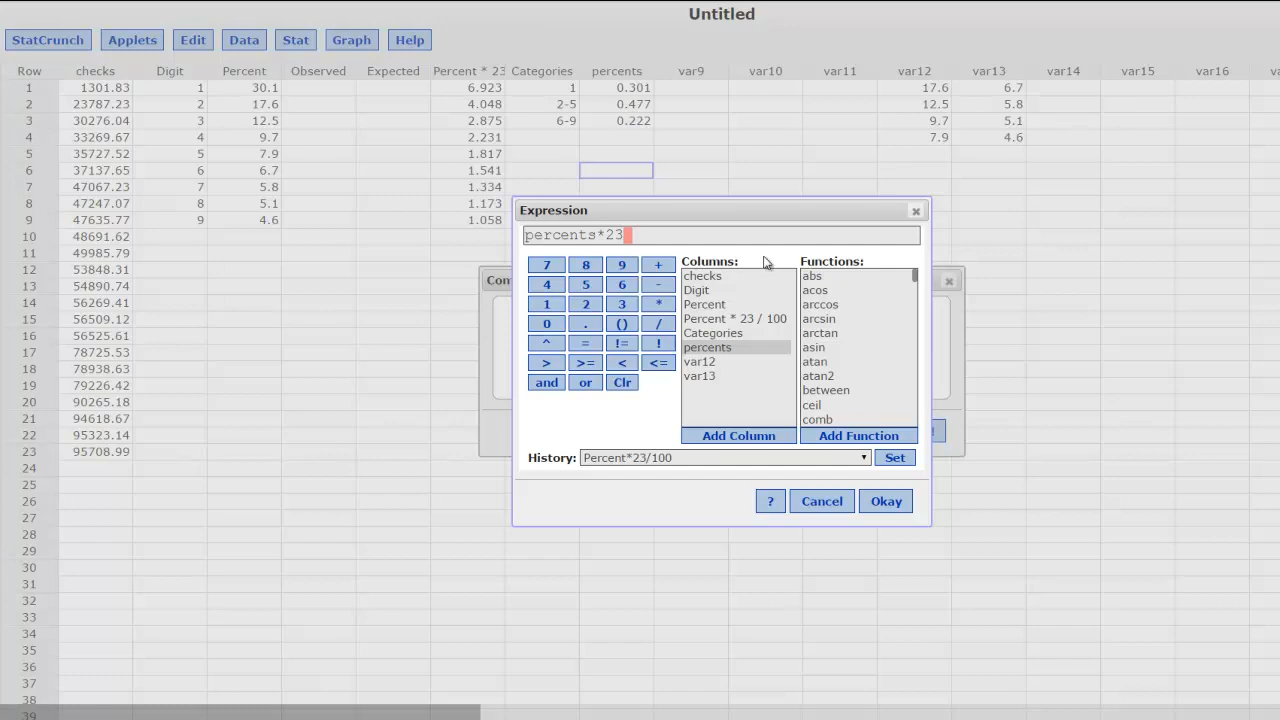 Untitled
StatCrunch Applets Edit Data Stat Graph Help
Row checks Digit Percent Observed Expected Percent * 23 Categories percents var9 var10 var11 var12 var13 var14 var15 var16 va
1 1301.83 1 30.1 6.923 1 0.301 17.6 6.7
2 23787.23 2 17.6 4.048 2-5 0.477 12.5 5.8
3 30276.04 3 12.5 2.875 6-9 0.222 9.7 5.1
4 33269.67 4 9.7 2.231 7.9 4.6
5 35727.52 5 7.9 1.817
6 37137.65 6 6.7 1.541
7 47067.23 7 5.8 1.334
8 47247.07 8 5.1 1.173
9 47635.77 9 4.6 1.058
10 48691.62
11 49985.79
12 53848.31
13 54890.74
14 56269.41
15 56509.12
16 56525.61
17 78725.53
18 78938.63
19 79226.42
20 90265.18
21 94618.67
22 95323.14
23 95708.99
24
25
26
27
28
29
30
31
32
33
34
35
36
37
38
39
Expression
percents*23
7 8 9 +
4 5 6 -
1 2 3 *
0 . () /
^ = != !
> >= < <=
and or Clr
Columns:
checks
Digit
Percent
Percent * 23 / 100
Categories
percents
var12
var13
Add Column
Functions:
abs
acos
arccos
arcsin
arctan
asin
atan
atan2
between
ceil
comb
Add Function
History: Percent*23/100 Set
? Cancel Okay